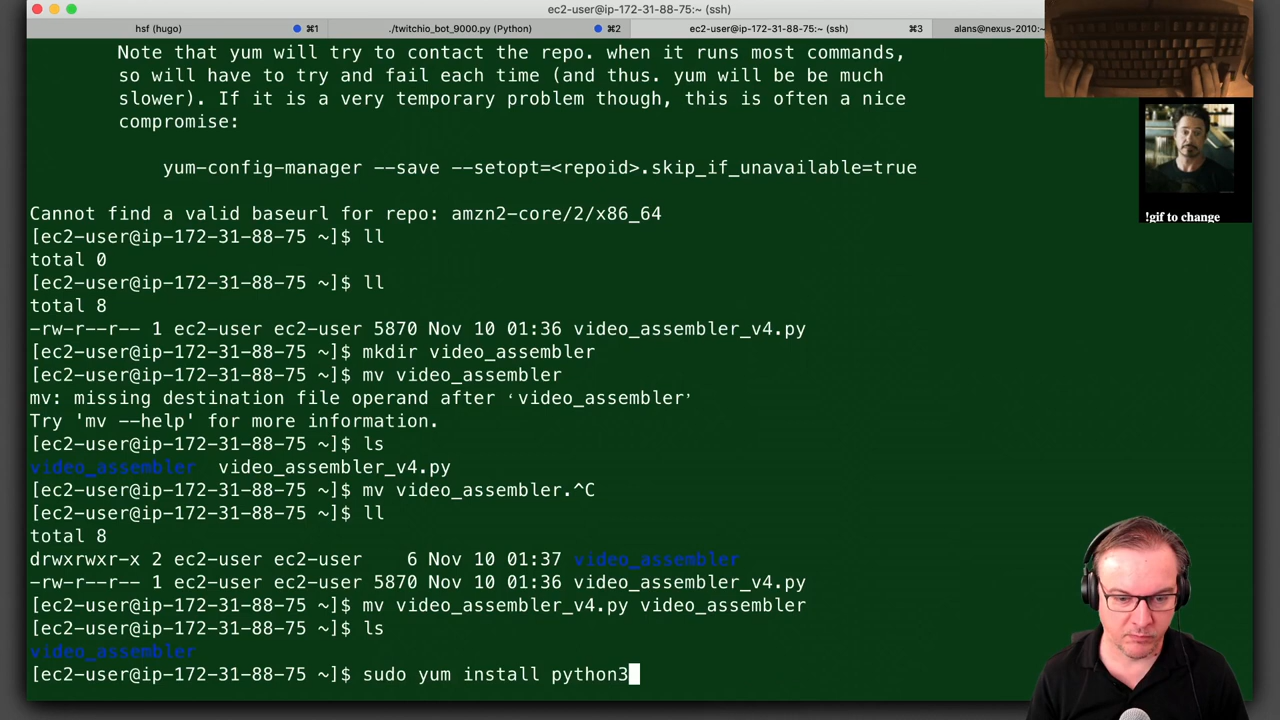 ec2-user@ip-172-31-88-75:~ (ssh)
hsf (hugo) ⌘1
./twitchio_bot_9000.py (Python) ⌘2
ec2-user@ip-172-31-88-75:~ (ssh) ⌘3
alans@nexus-2010:~
Note that yum will try to contact the repo. when it runs most commands,
so will have to try and fail each time (and thus. yum will be be much
slower). If it is a very temporary problem though, this is often a nice
compromise:
yum-config-manager --save --setopt=<repoid>.skip_if_unavailable=true
Cannot find a valid baseurl for repo: amzn2-core/2/x86_64
[ec2-user@ip-172-31-88-75 ~]$ ll
total 0
[ec2-user@ip-172-31-88-75 ~]$ ll
total 8
-rw-r--r-- 1 ec2-user ec2-user 5870 Nov 10 01:36 video_assembler_v4.py
[ec2-user@ip-172-31-88-75 ~]$ mkdir video_assembler
[ec2-user@ip-172-31-88-75 ~]$ mv video_assembler
mv: missing destination file operand after ‘video_assembler’
Try 'mv --help' for more information.
[ec2-user@ip-172-31-88-75 ~]$ ls
video_assembler  video_assembler_v4.py
[ec2-user@ip-172-31-88-75 ~]$ mv video_assembler.^C
[ec2-user@ip-172-31-88-75 ~]$ ll
total 8
drwxrwxr-x 2 ec2-user ec2-user    6 Nov 10 01:37 video_assembler
-rw-r--r-- 1 ec2-user ec2-user 5870 Nov 10 01:36 video_assembler_v4.py
[ec2-user@ip-172-31-88-75 ~]$ mv video_assembler_v4.py video_assembler
[ec2-user@ip-172-31-88-75 ~]$ ls
video_assembler
[ec2-user@ip-172-31-88-75 ~]$ sudo yum install python3
!gif to change